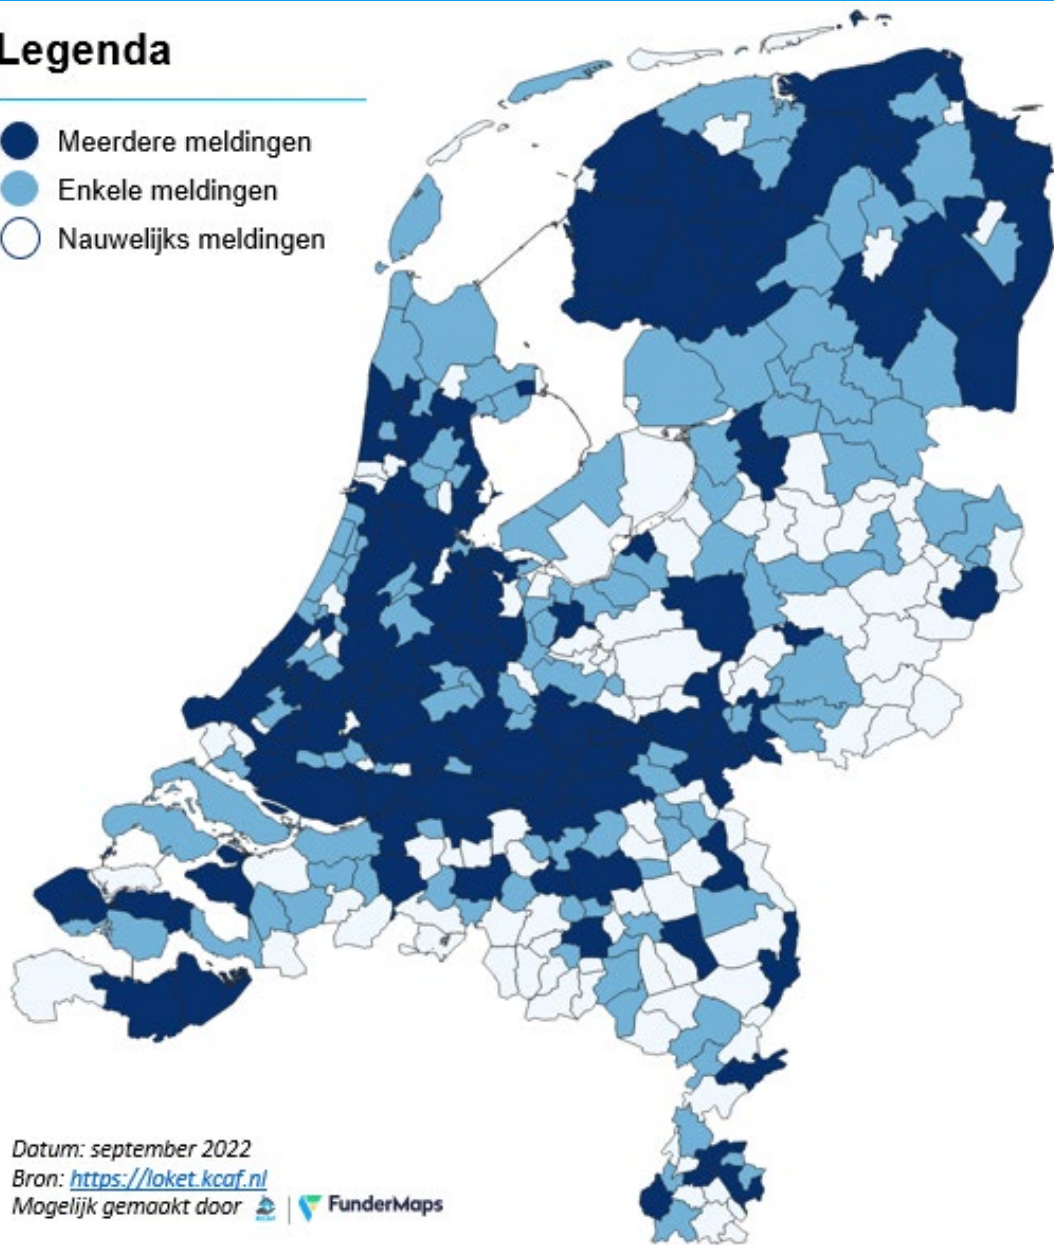 Legenda
Meerdere meldingen
Enkele meldingen
Nauwelijks meldingen
Datum: september 2022
Bron: https://loket.kcaf.nl
Mogelijk gemaakt door | FunderMaps